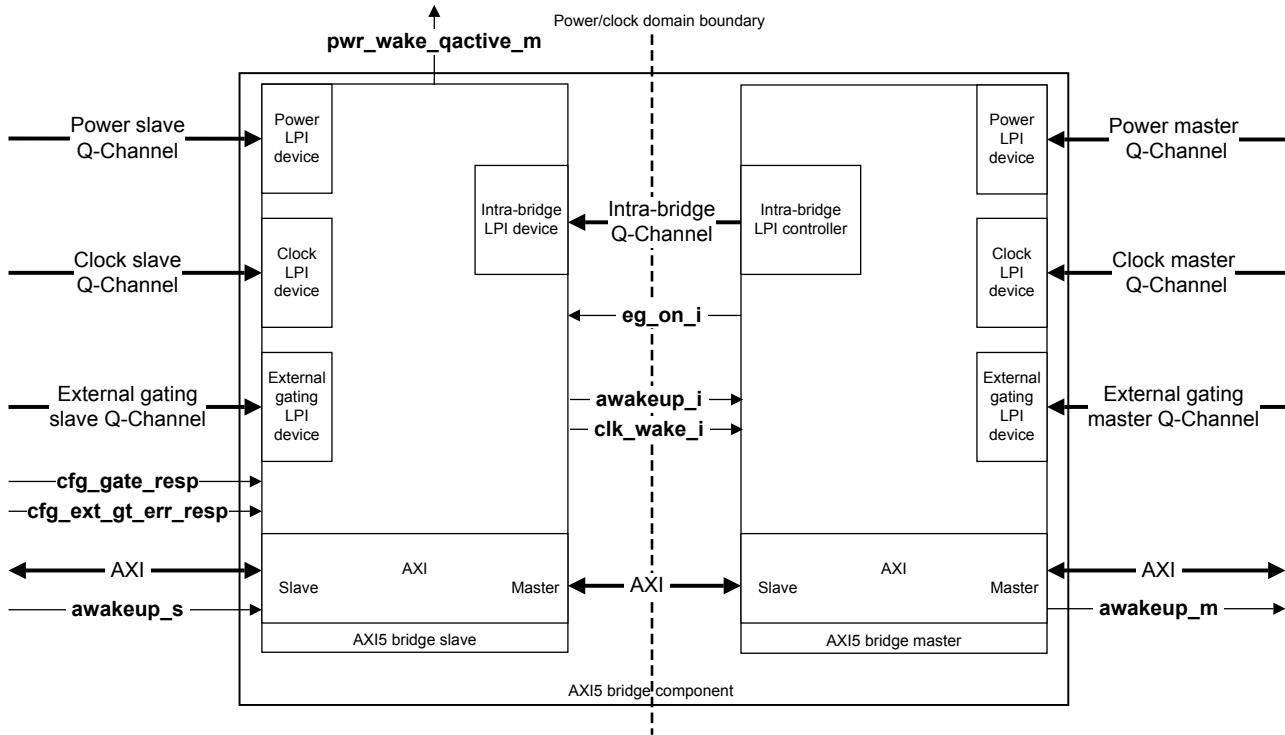 Power/clock domain boundary
pwr_wake_qactive_m
Power slave
Q-Channel
Power
LPI
device
Power
LPI
device
Power master
Q-Channel
Intra-bridge
LPI device
Intra-bridge
Q-Channel
Intra-bridge
LPI controller
Clock slave
Q-Channel
Clock
LPI
device
Clock
LPI
device
Clock master
Q-Channel
eg_on_i
External gating
slave Q-Channel
External
gating
LPI
device
awakeup_i
clk_wake_i
External
gating
LPI
device
External gating
master Q-Channel
cfg_gate_resp
cfg_ext_gt_err_resp
AXI
Slave
AXI
Master
AXI
Slave
AXI
Master
AXI
awakeup_s
awakeup_m
AXI5 bridge slave
AXI5 bridge master
AXI5 bridge component